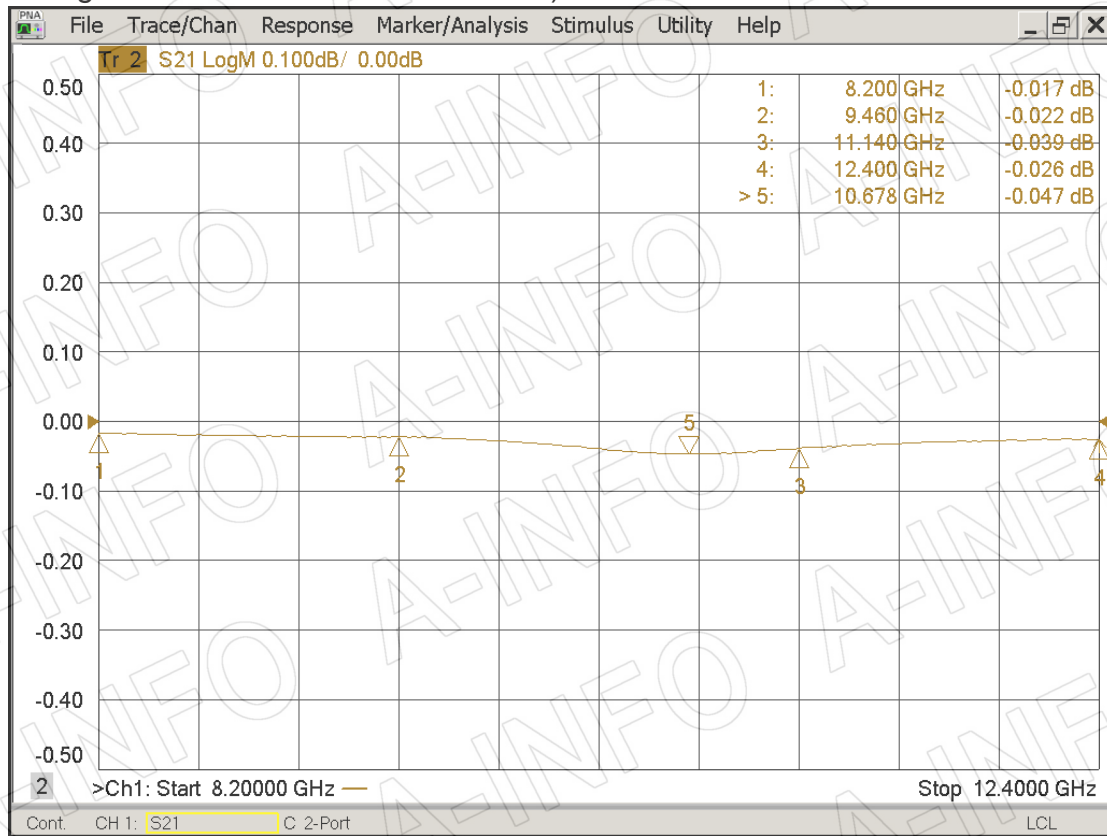 PNA File Trace/Chan Response Marker/Analysis Stimulus Utility Help
Tr 2 S21 LogM 0.100dB/ 0.00dB
1: 8.200 GHz -0.017 dB
2: 9.460 GHz -0.022 dB
3: 11.140 GHz -0.039 dB
4: 12.400 GHz -0.026 dB
> 5: 10.678 GHz -0.047 dB
0.50
0.40
0.30
0.20
0.10
0.00
5
1 2 3 4
-0.10
-0.20
-0.30
-0.40
-0.50
2 >Ch1: Start 8.20000 GHz — Stop 12.4000 GHz
Cont. CH 1: S21 C 2-Port LCL
A-INFO